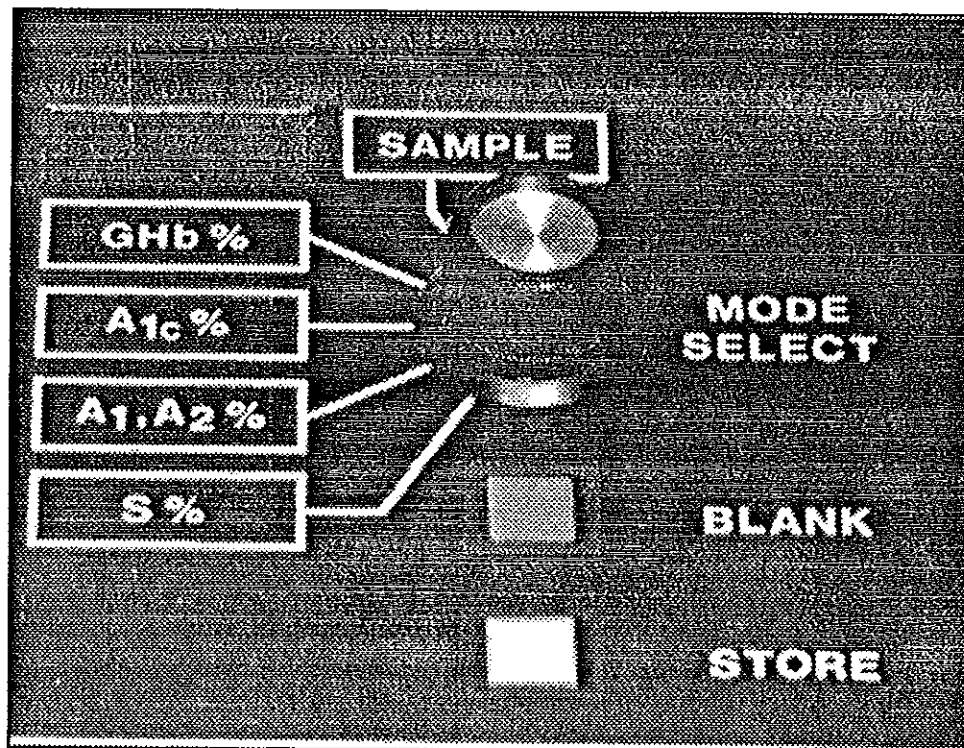 SAMPLE
GHb %
A1c %
A1, A2 %
S %
MODE
SELECT
BLANK
STORE